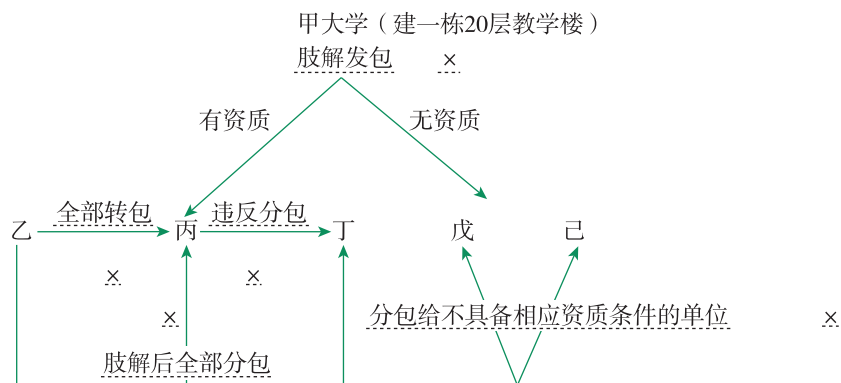 甲大学（建一栋20层教学楼）
肢解发包 ×
有资质 无资质
全部转包 违反分包
乙 丙 丁 戊 己
× ×
× 分包给不具备相应资质条件的单位 ×
肢解后全部分包